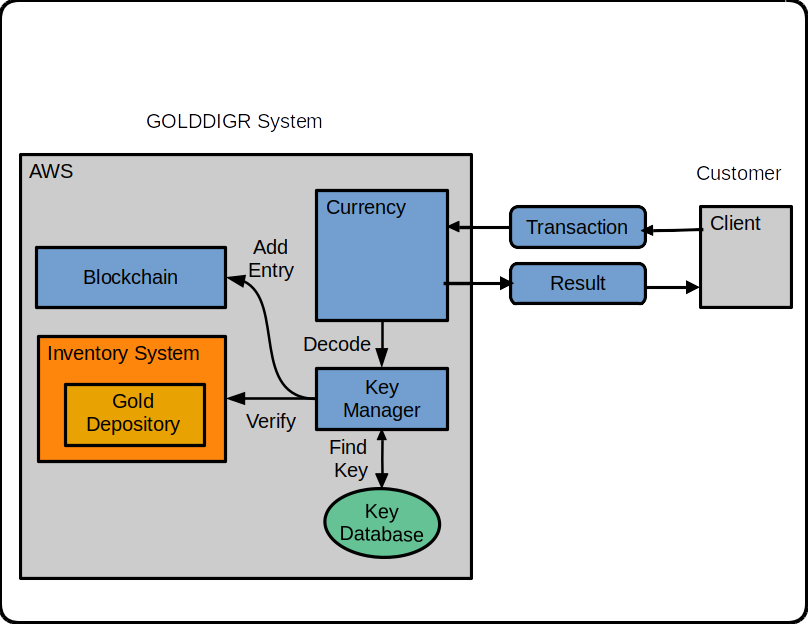 GOLDDIGR System
Customer
AWS
Currency
Transaction
Client
Add
Entry
Blockchain
Result
Decode
Inventory System
Gold
Depository
Key
Manager
Verify
Find
Key
Key
Database